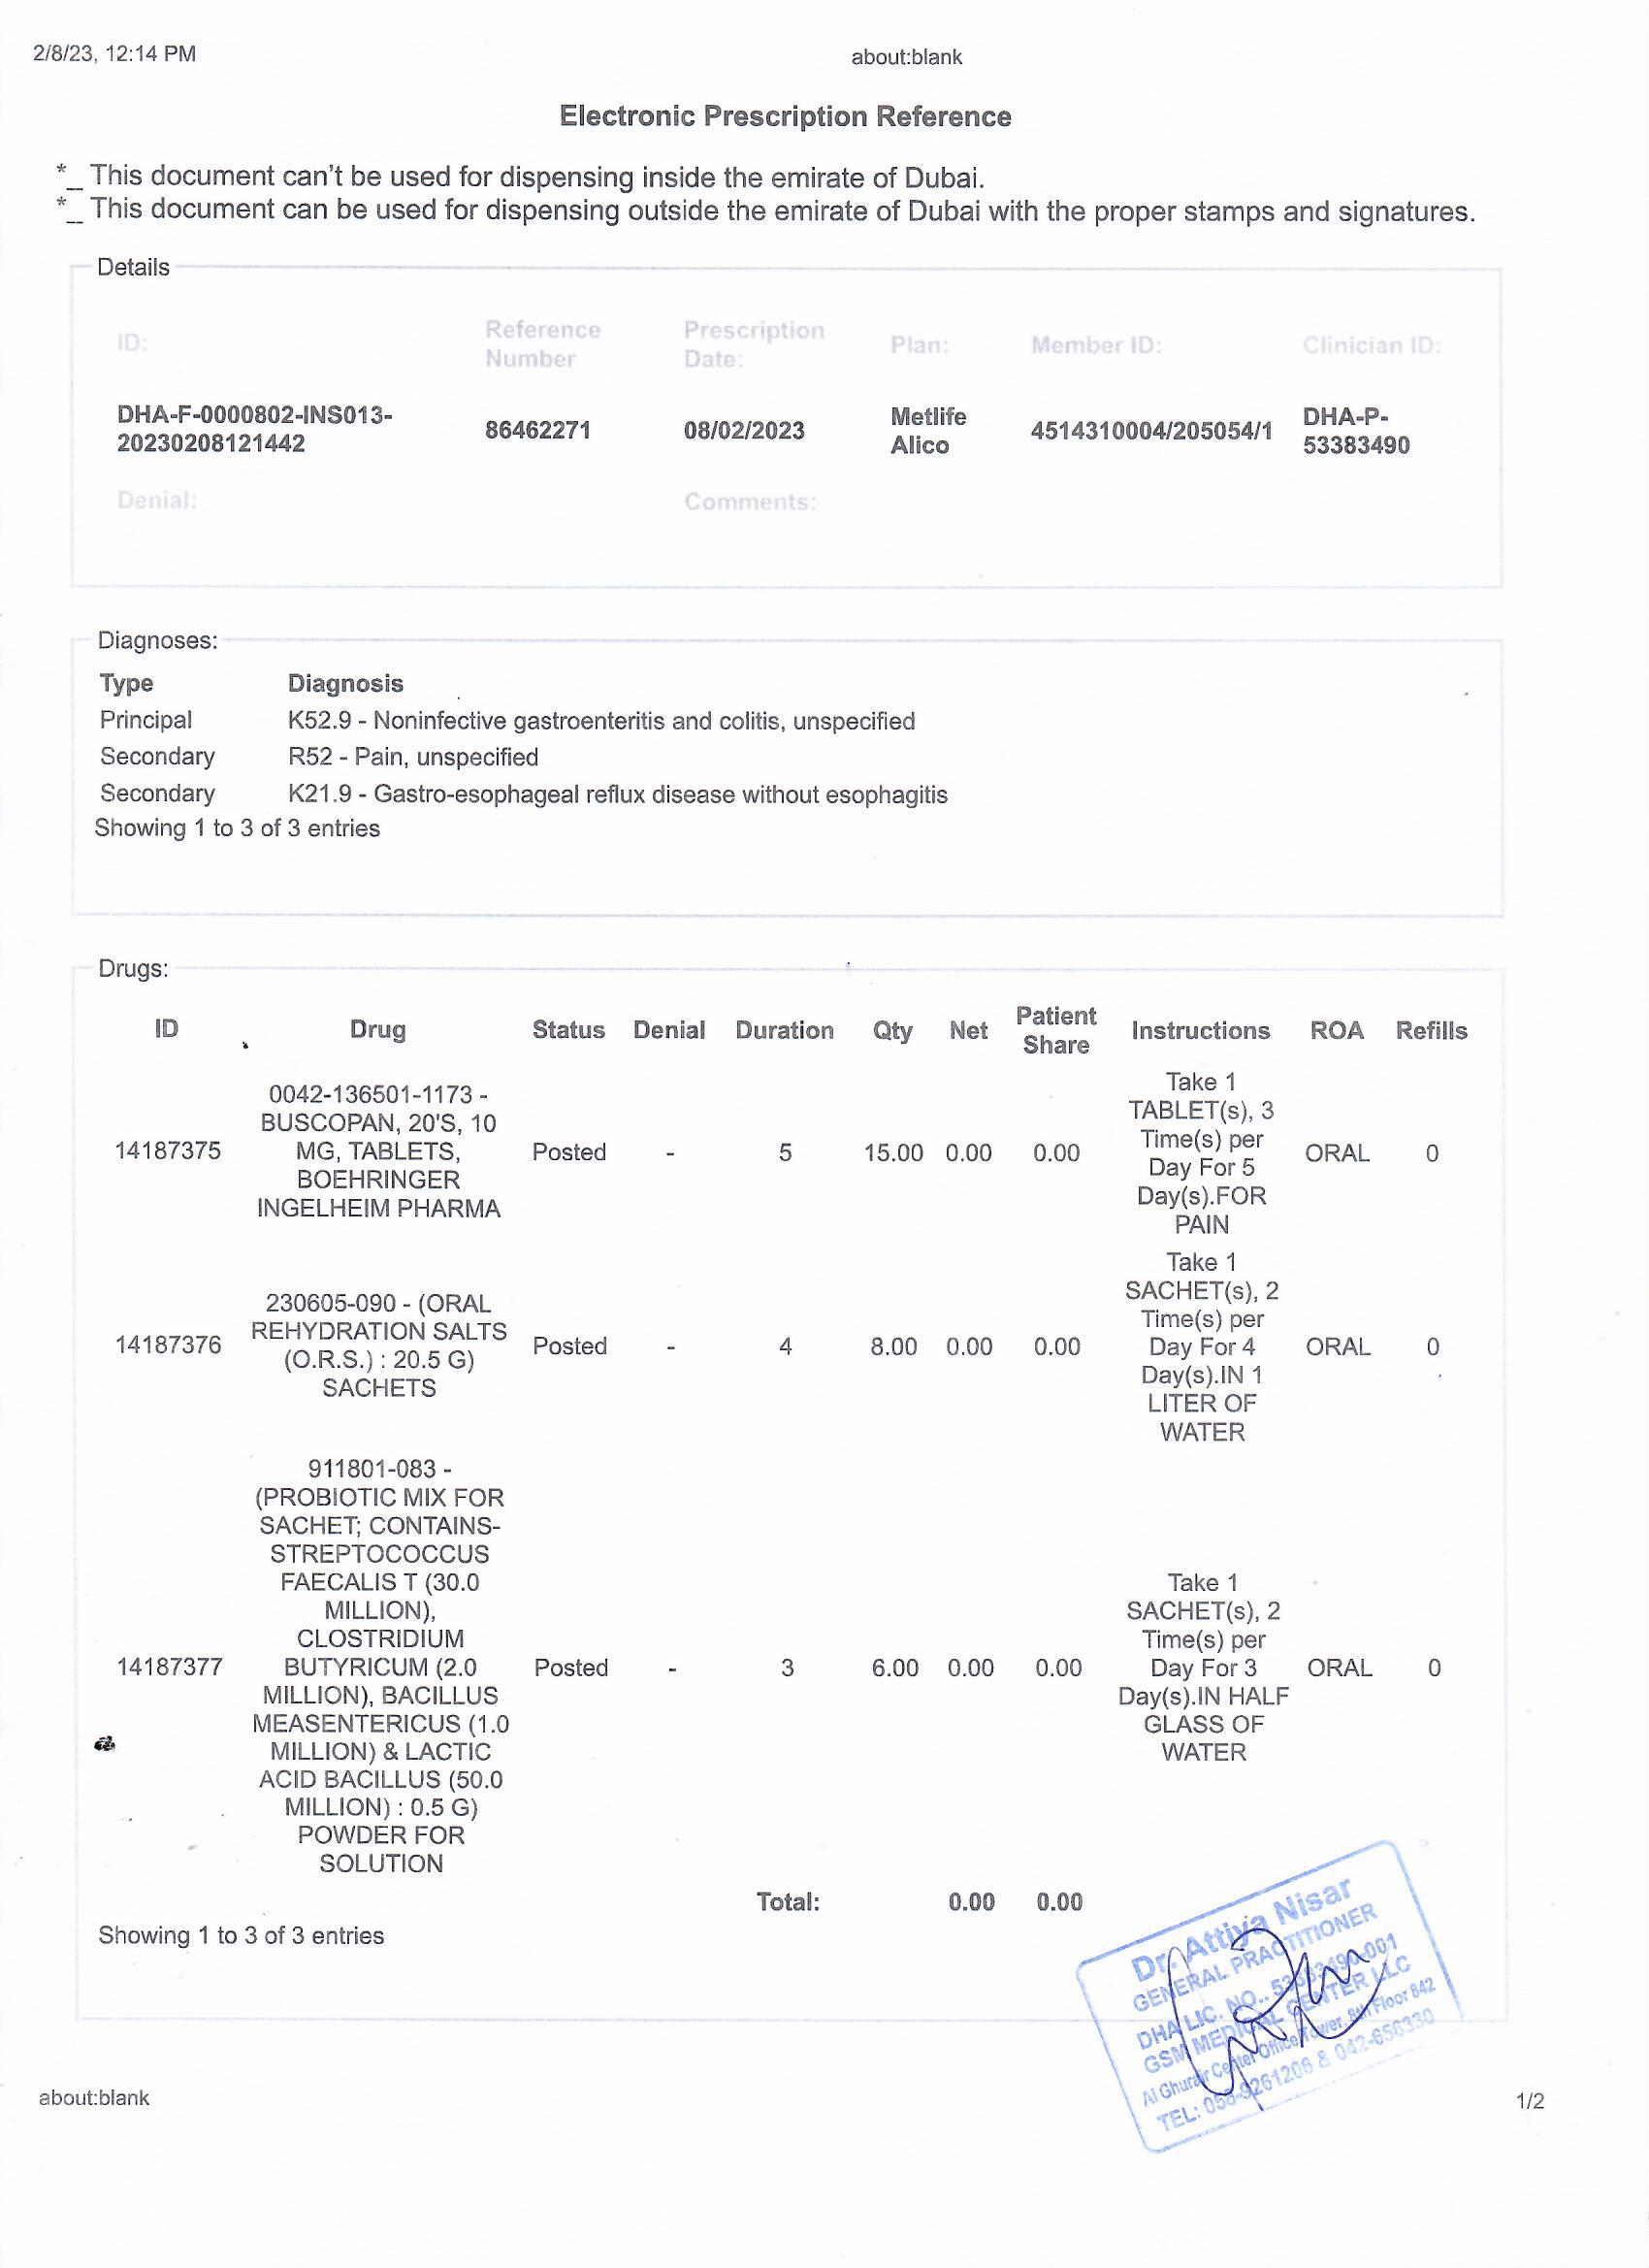 2/8/23, 12:14 PM
about:blank
Electronic Prescription Reference
*_ This document can't be used for dispensing inside the emirate of Dubai.
*_ This document can be used for dispensing outside the emirate of Dubai with the proper stamps and signatures.
Details
ID: Reference Number Prescription Date: Plan: Member ID: Clinician ID:
DHA-F-0000802-INS013-20230208121442 86462271 08/02/2023 Metlife Alico 4514310004/205054/1 DHA-P-53383490
Denial: Comments:
Diagnoses:
Type Diagnosis
Principal K52.9 - Noninfective gastroenteritis and colitis, unspecified
Secondary R52 - Pain, unspecified
Secondary K21.9 - Gastro-esophageal reflux disease without esophagitis
Showing 1 to 3 of 3 entries
Drugs:
ID Drug Status Denial Duration Qty Net Patient Share Instructions ROA Refills
14187375
0042-136501-1173 -
BUSCOPAN, 20'S, 10
MG, TABLETS,
BOEHRINGER
INGELHEIM PHARMA
Posted - 5 15.00 0.00 0.00
Take 1
TABLET(s), 3
Time(s) per
Day For 5
Day(s).FOR
PAIN
ORAL 0
14187376
230605-090 - (ORAL
REHYDRATION SALTS
(O.R.S.) : 20.5 G)
SACHETS
Posted - 4 8.00 0.00 0.00
Take 1
SACHET(s), 2
Time(s) per
Day For 4
Day(s).IN 1
LITER OF
WATER
ORAL 0
14187377
911801-083 -
(PROBIOTIC MIX FOR
SACHET; CONTAINS-
STREPTOCOCCUS
FAECALIS T (30.0
MILLION),
CLOSTRIDIUM
BUTYRICUM (2.0
MILLION), BACILLUS
MEASENTERICUS (1.0
MILLION) & LACTIC
ACID BACILLUS (50.0
MILLION) : 0.5 G)
POWDER FOR
SOLUTION
Posted - 3 6.00 0.00 0.00
Take 1
SACHET(s), 2
Time(s) per
Day For 3
Day(s).IN HALF
GLASS OF
WATER
ORAL 0
Total: 0.00 0.00
Showing 1 to 3 of 3 entries
Dr. Attiya Nisar
GENERAL PRACTITIONER
DHA LIC. NO.. 53383490-001
GSM MEDICAL CENTER LLC
Al Ghurair Center Office Tower, 8th Floor 842
TEL: 058-9261206 & 042-656330
about:blank
1/2